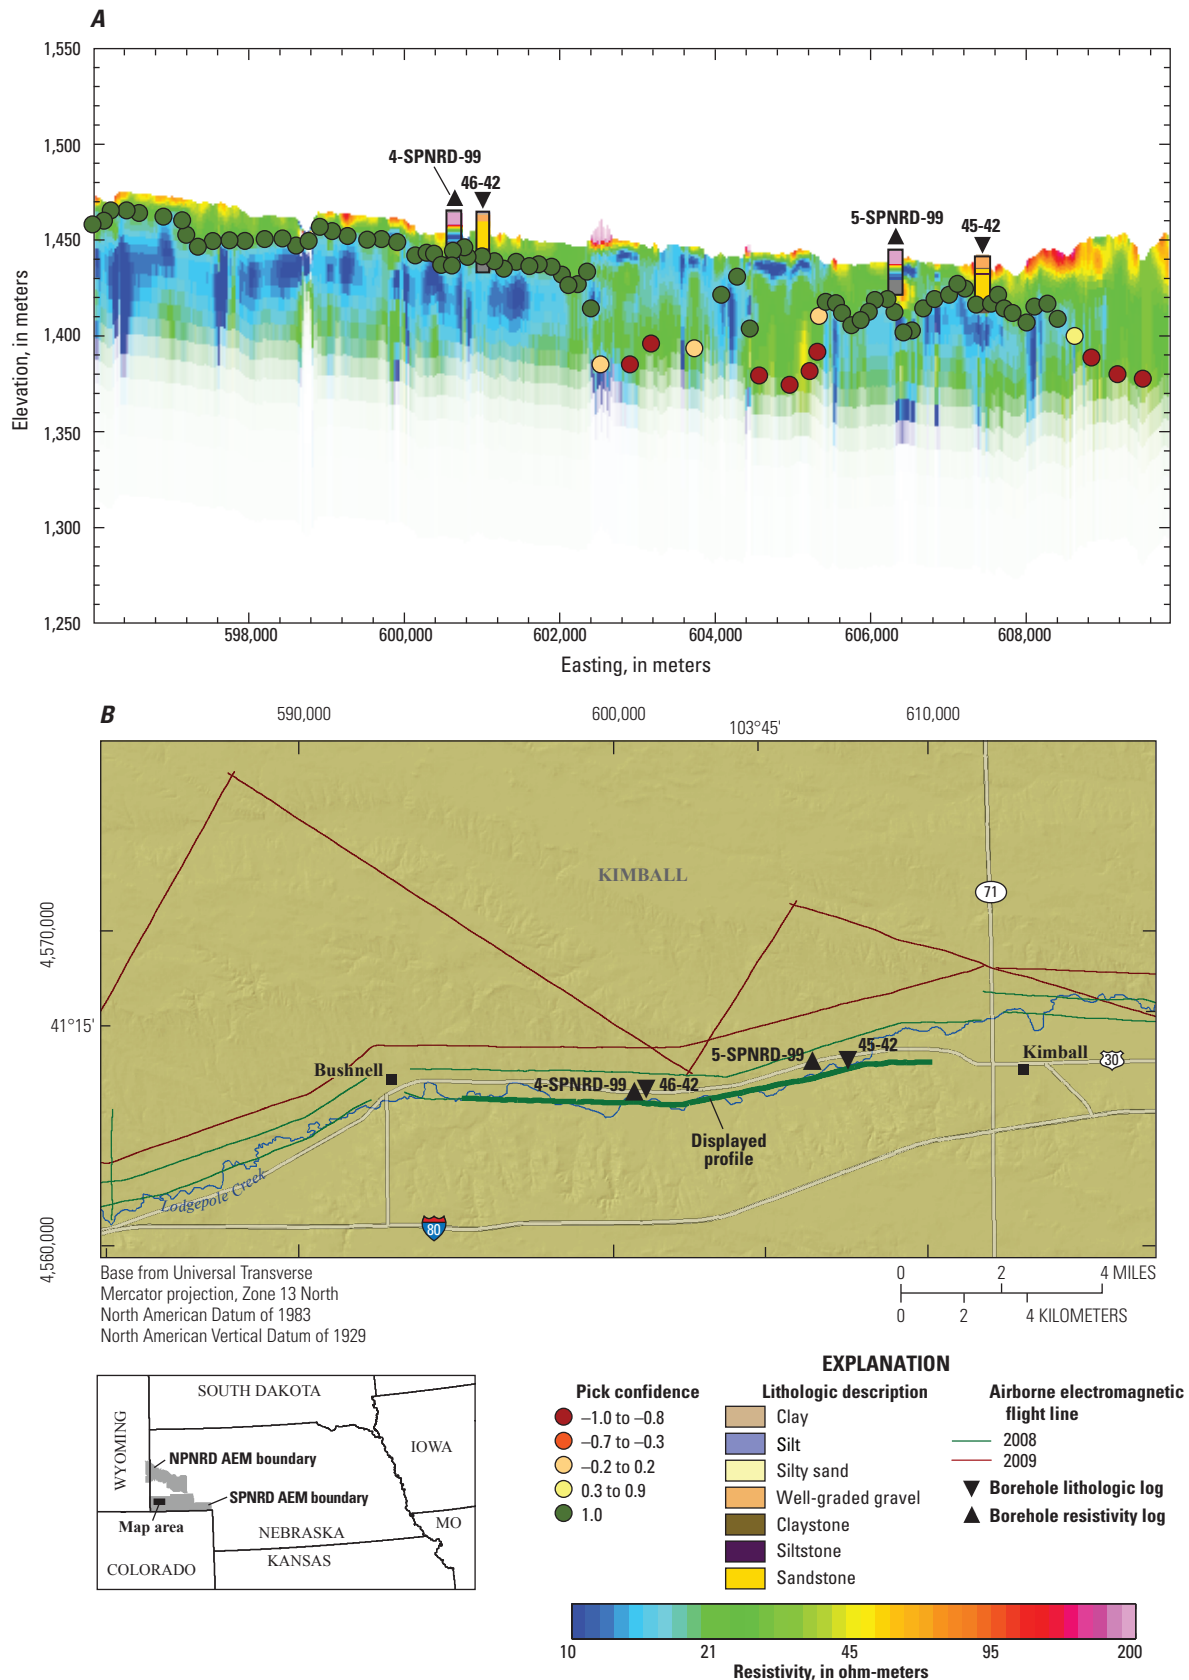 A
1,550
1,500
1,450
1,400
1,350
1,300
1,250
Elevation, in meters
4-SPNRD-99
46-42
5-SPNRD-99
45-42
598,000
600,000
602,000
604,000
606,000
608,000
Easting, in meters
B
590,000
600,000
610,000
103°45'
4,570,000
41°15'
4,560,000
KIMBALL
71
Bushnell
5-SPNRD-99
45-42
Kimball
30
4-SPNRD-99
46-42
Displayed
profile
Lodgepole Creek
80
Base from Universal Transverse
Mercator projection, Zone 13 North
North American Datum of 1983
North American Vertical Datum of 1929
0 2 4 MILES
0 2 4 KILOMETERS
WYOMING
SOUTH DAKOTA
IOWA
NPNRD AEM boundary
SPNRD AEM boundary
Map area
NEBRASKA
MO
COLORADO
KANSAS
EXPLANATION
Pick confidence
–1.0 to –0.8
–0.7 to –0.3
–0.2 to 0.2
0.3 to 0.9
1.0
Lithologic description
Clay
Silt
Silty sand
Well-graded gravel
Claystone
Siltstone
Sandstone
Airborne electromagnetic
flight line
2008
2009
Borehole lithologic log
Borehole resistivity log
10 21 45 95 200
Resistivity, in ohm-meters